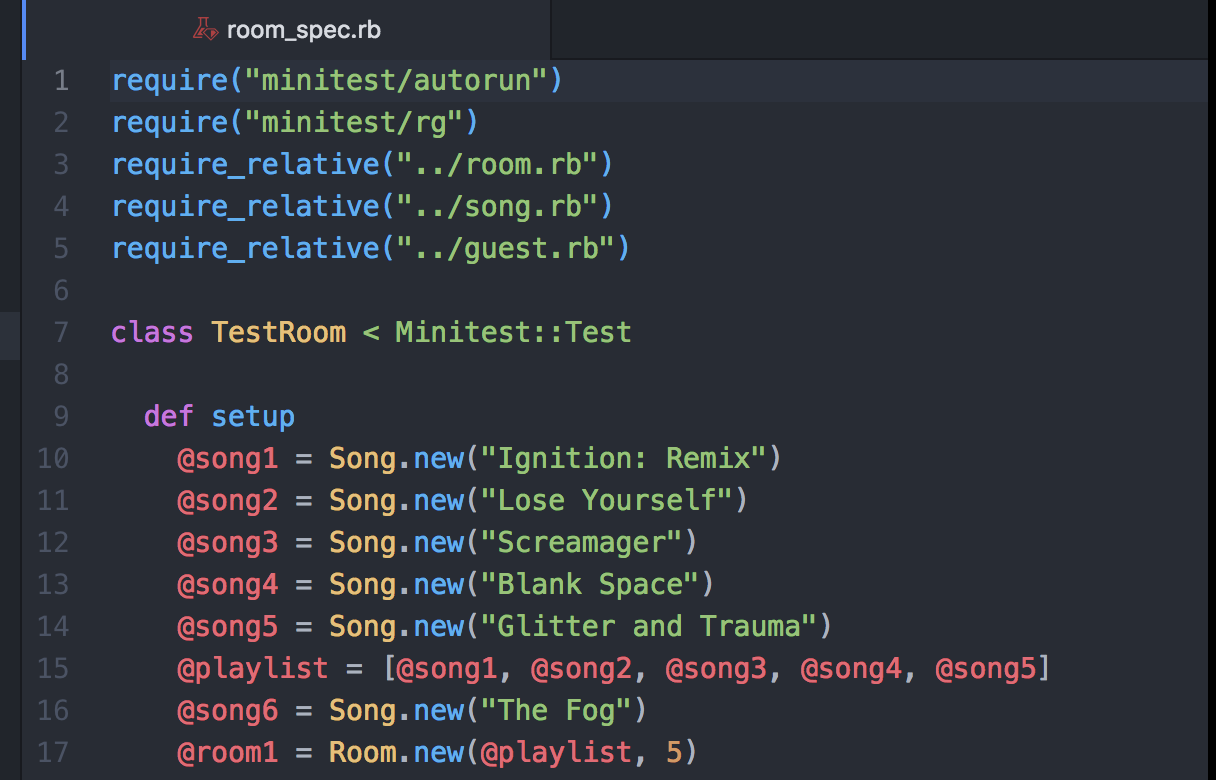 room_spec.rb
1 require("minitest/autorun")
2 require("minitest/rg")
3 require_relative("../room.rb")
4 require_relative("../song.rb")
5 require_relative("../guest.rb")
6
7 class TestRoom < Minitest::Test
8
9   def setup
10     @song1 = Song.new("Ignition: Remix")
11     @song2 = Song.new("Lose Yourself")
12     @song3 = Song.new("Screamager")
13     @song4 = Song.new("Blank Space")
14     @song5 = Song.new("Glitter and Trauma")
15     @playlist = [@song1, @song2, @song3, @song4, @song5]
16     @song6 = Song.new("The Fog")
17     @room1 = Room.new(@playlist, 5)